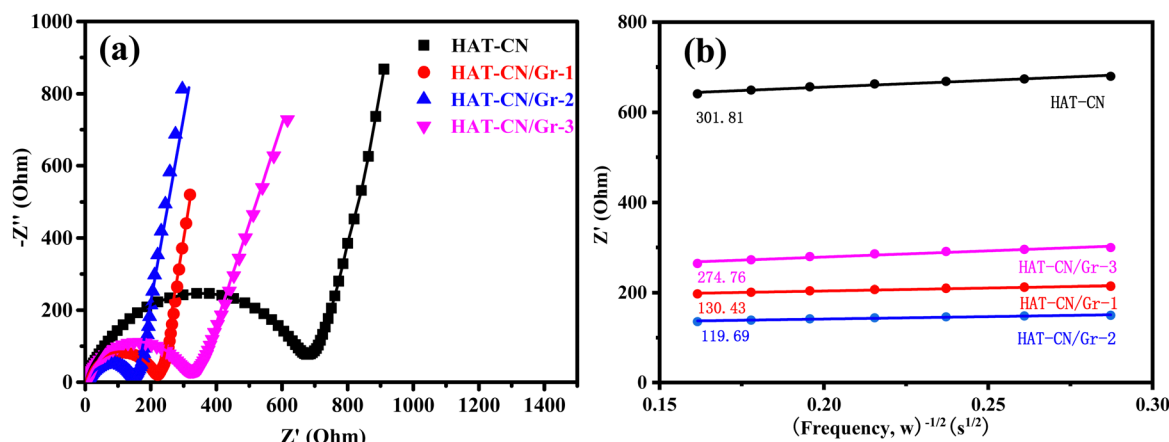 (a)
HAT-CN
HAT-CN/Gr-1
HAT-CN/Gr-2
HAT-CN/Gr-3
-Z'' (Ohm)
1000
800
600
400
200
0
0 200 400 600 800 1000 1200 1400
Z' (Ohm)
(b)
Z' (Ohm)
800
600
400
200
0
301.81
HAT-CN
274.76
HAT-CN/Gr-3
130.43
HAT-CN/Gr-1
119.69
HAT-CN/Gr-2
0.15 0.20 0.25 0.30
(Frequency, w) -1/2 (s1/2)